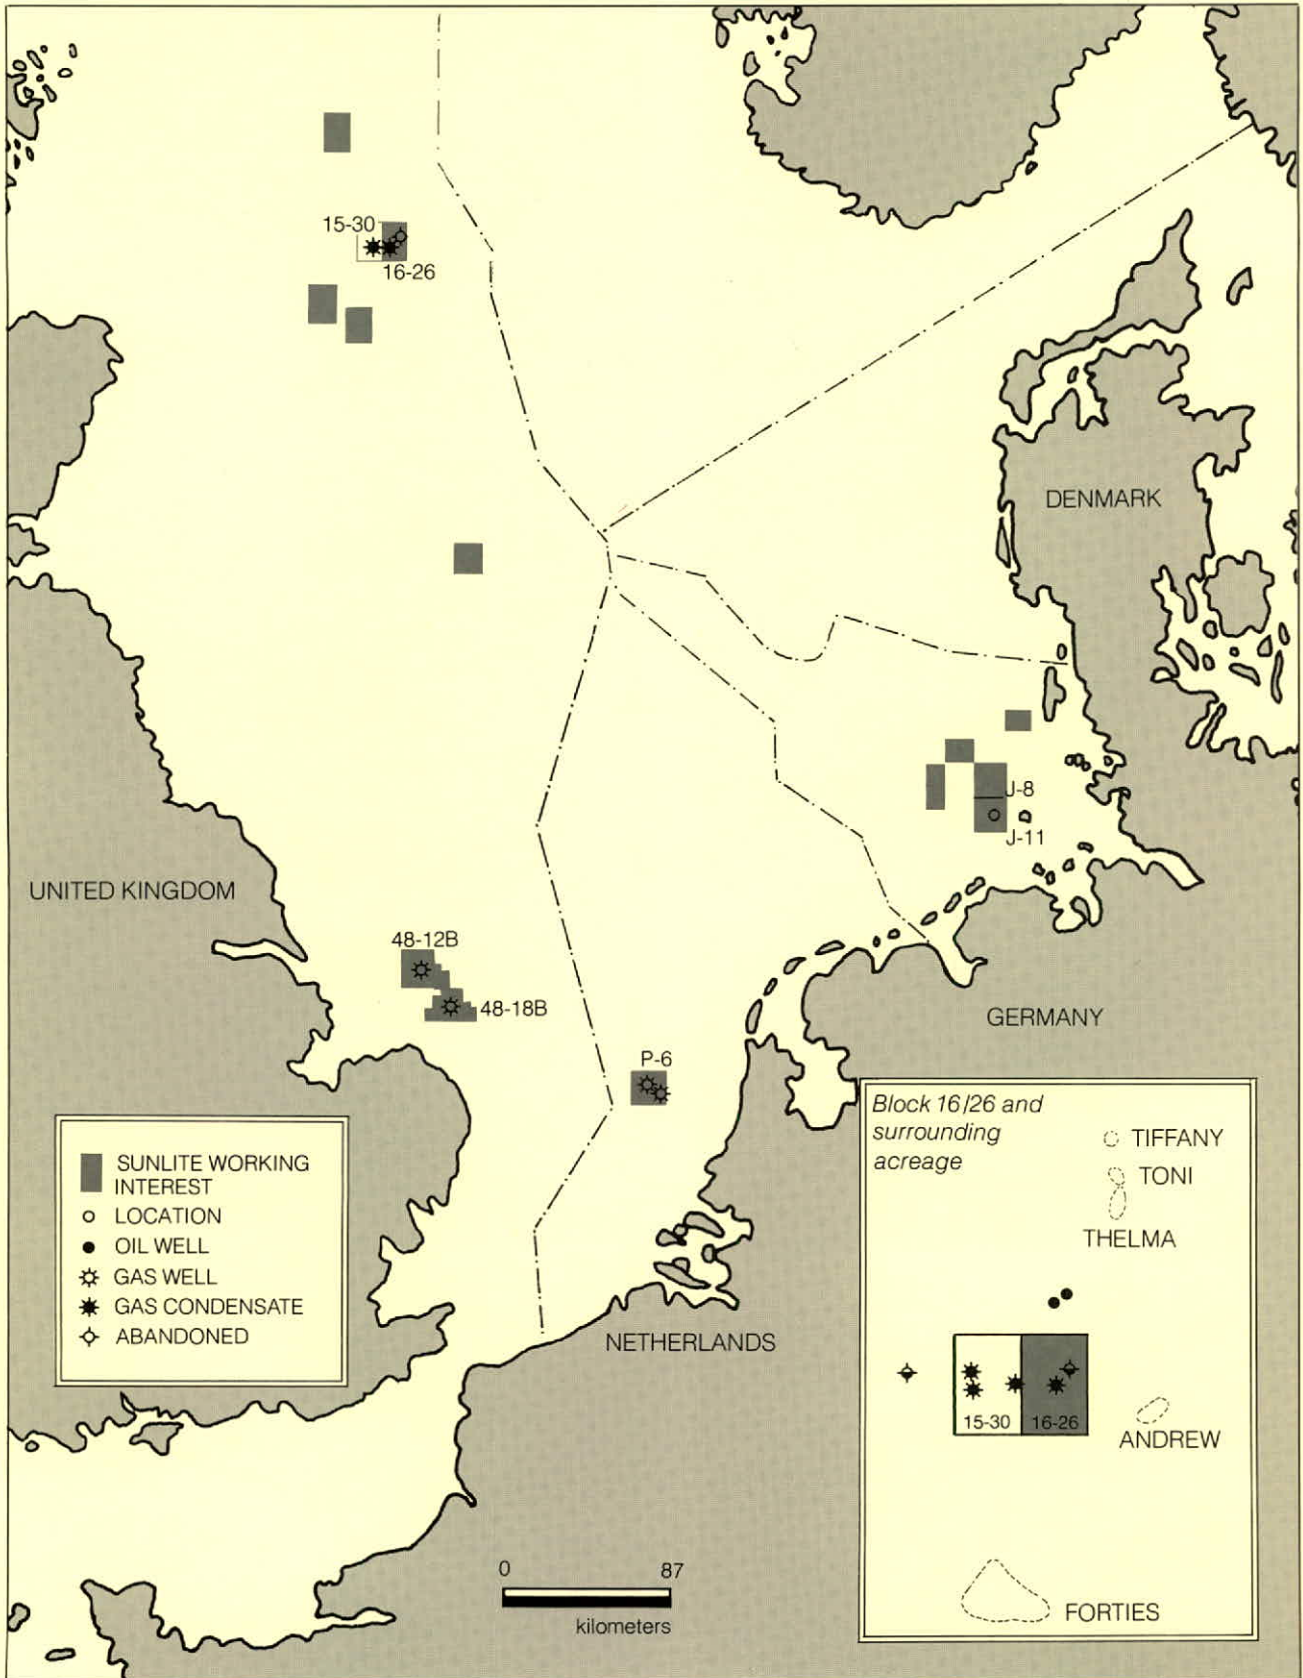 15-30
16-26
DENMARK
J-8
J-11
UNITED KINGDOM
48-12B
48-18B
GERMANY
P-6
SUNLITE WORKING
INTEREST
LOCATION
OIL WELL
GAS WELL
GAS CONDENSATE
ABANDONED
NETHERLANDS
0 87
kilometers
Block 16/26 and
surrounding
acreage
TIFFANY
TONI
THELMA
15-30 16-26
ANDREW
FORTIES